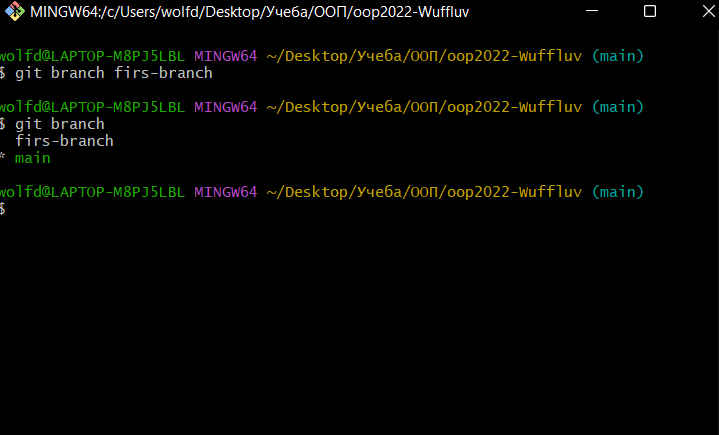 MINGW64:/c/Users/wolfd/Desktop/Учеба/ООП/oop2022-Wuffluv
wolfd@LAPTOP-M8PJ5LBL MINGW64 ~/Desktop/Учеба/ООП/oop2022-Wuffluv (main)
$ git branch firs-branch
wolfd@LAPTOP-M8PJ5LBL MINGW64 ~/Desktop/Учеба/ООП/oop2022-Wuffluv (main)
$ git branch
firs-branch
* main
wolfd@LAPTOP-M8PJ5LBL MINGW64 ~/Desktop/Учеба/ООП/oop2022-Wuffluv (main)
$